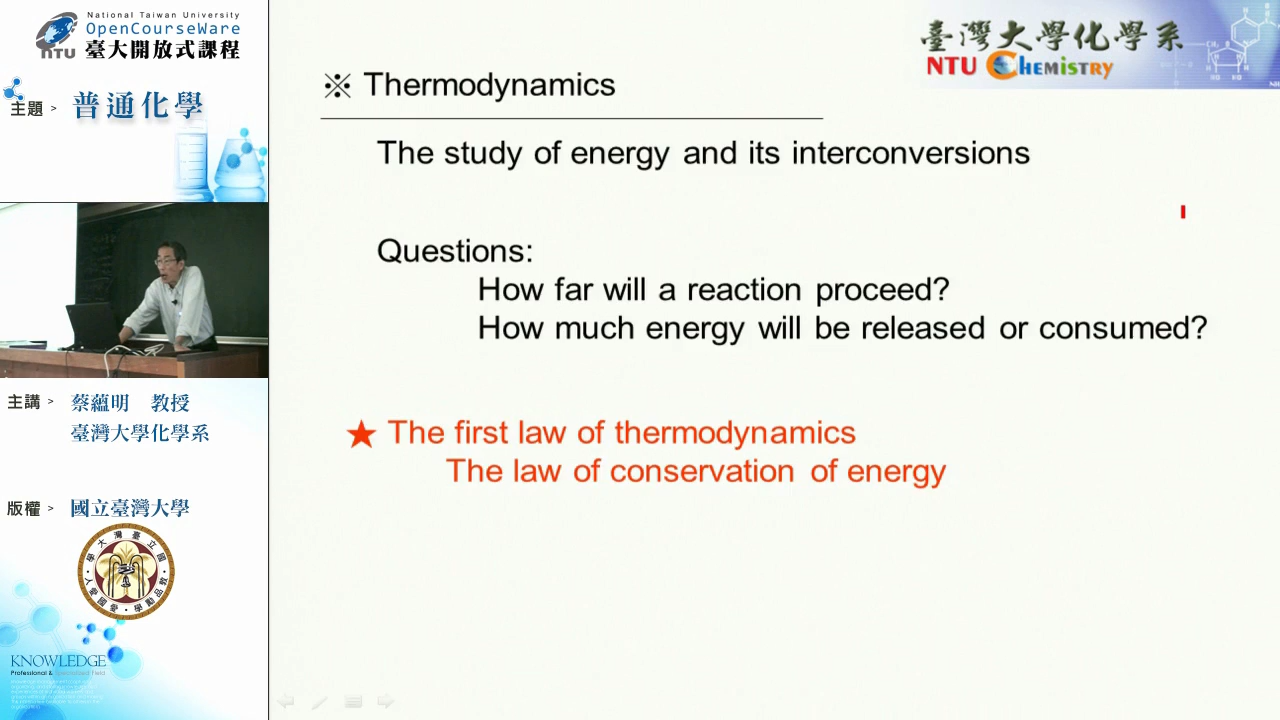 National Taiwan University
OpenCourseWare
NTU 臺大開放式課程
主題 > 普通化學
主講 > 蔡蘊明 教授
臺灣大學化學系
版權 > 國立臺灣大學
KNOWLEDGE
臺灣大學化學系
NTU Chemistry
※ Thermodynamics
The study of energy and its interconversions
Questions:
How far will a reaction proceed?
How much energy will be released or consumed?
★ The first law of thermodynamics
The law of conservation of energy